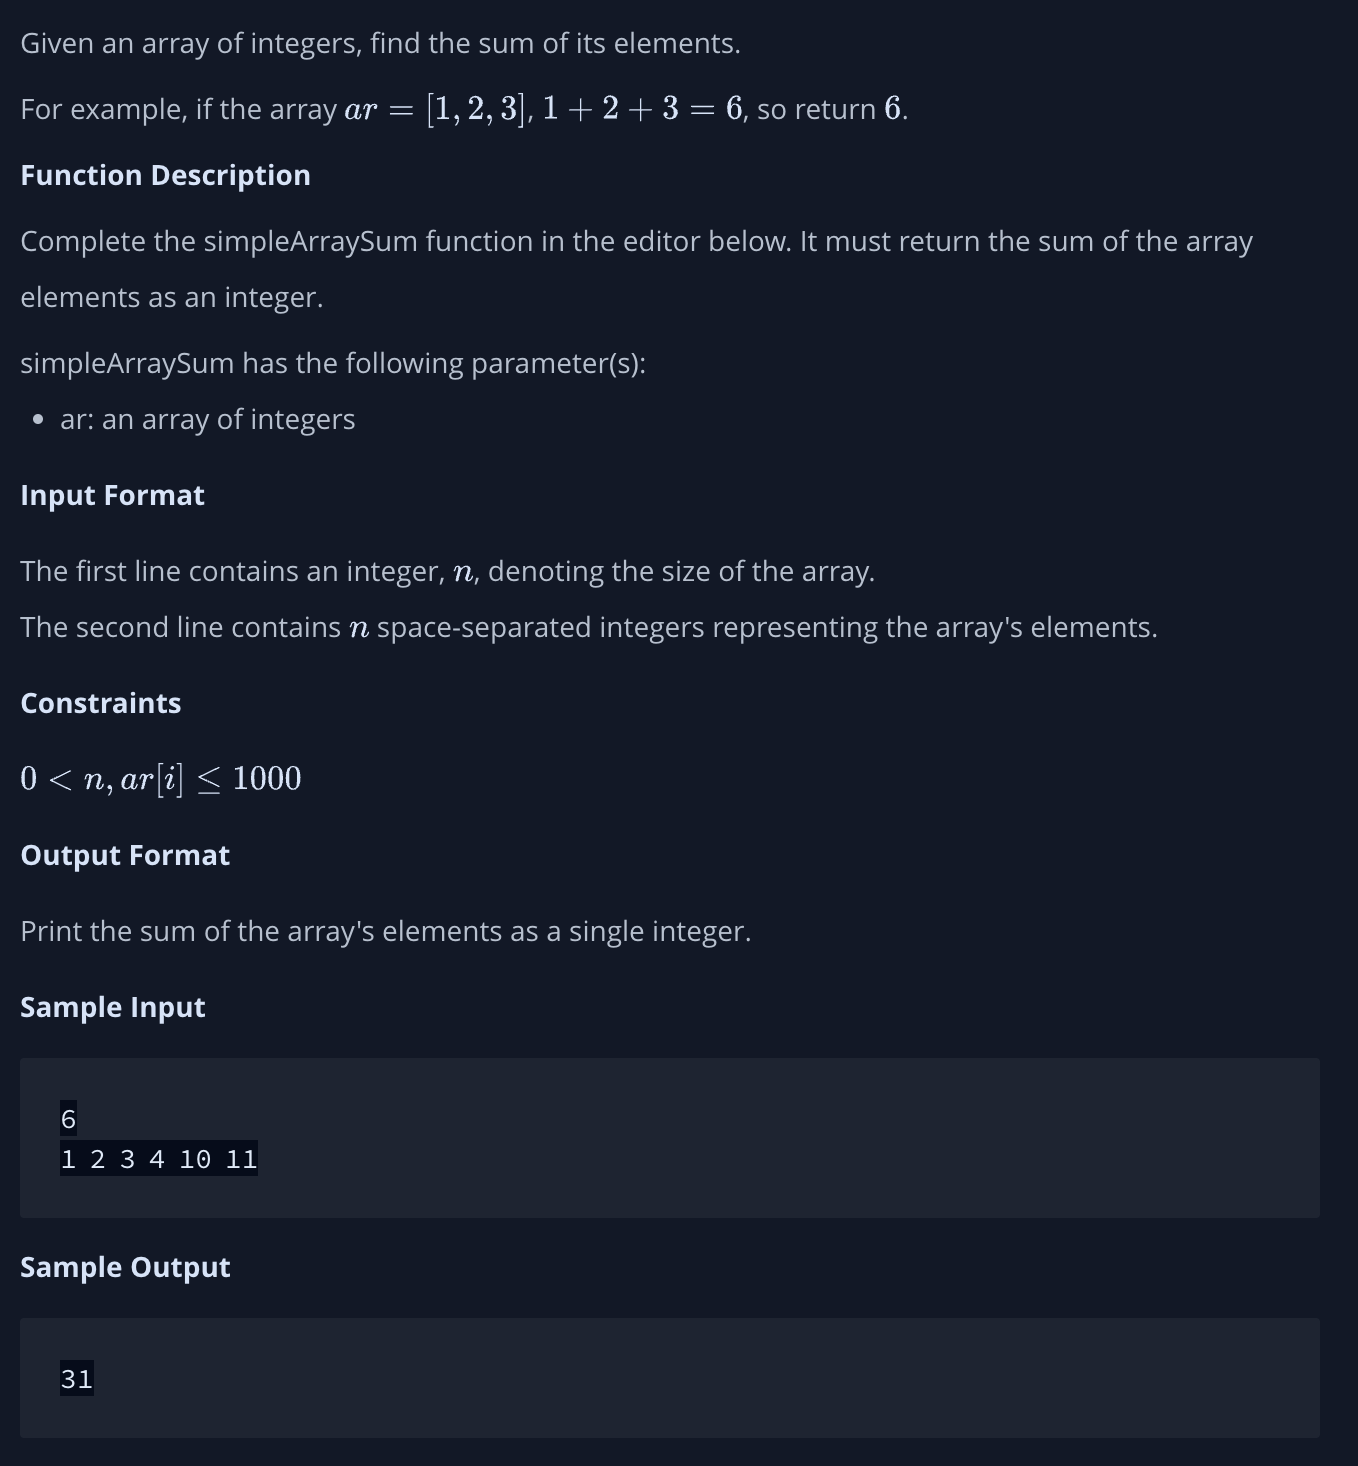 Given an array of integers, find the sum of its elements.
For example, if the array ar = [1, 2, 3], 1 + 2 + 3 = 6, so return 6.
Function Description
Complete the simpleArraySum function in the editor below. It must return the sum of the array
elements as an integer.
simpleArraySum has the following parameter(s):
• ar: an array of integers
Input Format
The first line contains an integer, n, denoting the size of the array.
The second line contains n space-separated integers representing the array's elements.
Constraints
0 < n, ar[i] ≤ 1000
Output Format
Print the sum of the array's elements as a single integer.
Sample Input
6
1 2 3 4 10 11
Sample Output
31